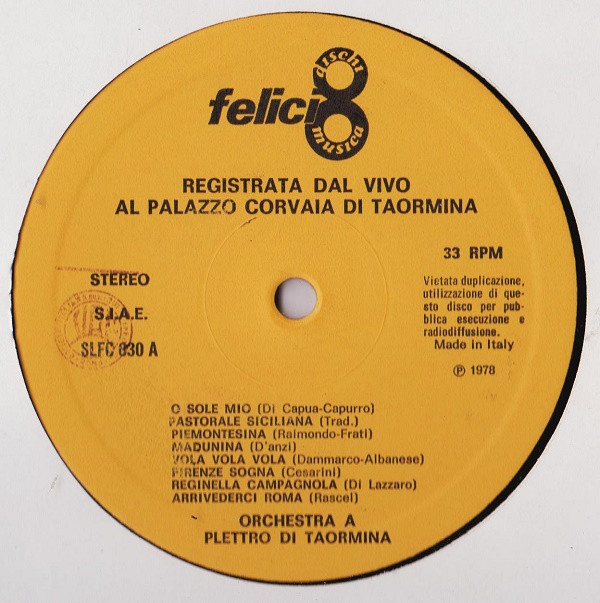 felici8
dischi
musica
REGISTRATA DAL VIVO
AL PALAZZO CORVAIA DI TAORMINA
33 RPM
STEREO
S.I.A.E.
SLFC 830 A
Vietata duplicazione,
utilizzazione di que-
sto disco per pub-
blica esecuzione e
radiodiffusione.
Made in Italy
℗ 1978
O SOLE MIO (Di Capua-Capurro)
PASTORALE SICILIANA (Trad.)
PIEMONTESINA (Raimondo-Frati)
MADUNINA (D'anzi)
VOLA VOLA VOLA (Dammarco-Albanese)
FIRENZE SOGNA (Cesarini)
REGINELLA CAMPAGNOLA (Di Lazzaro)
ARRIVEDERCI ROMA (Rascel)
ORCHESTRA A
PLETTRO DI TAORMINA